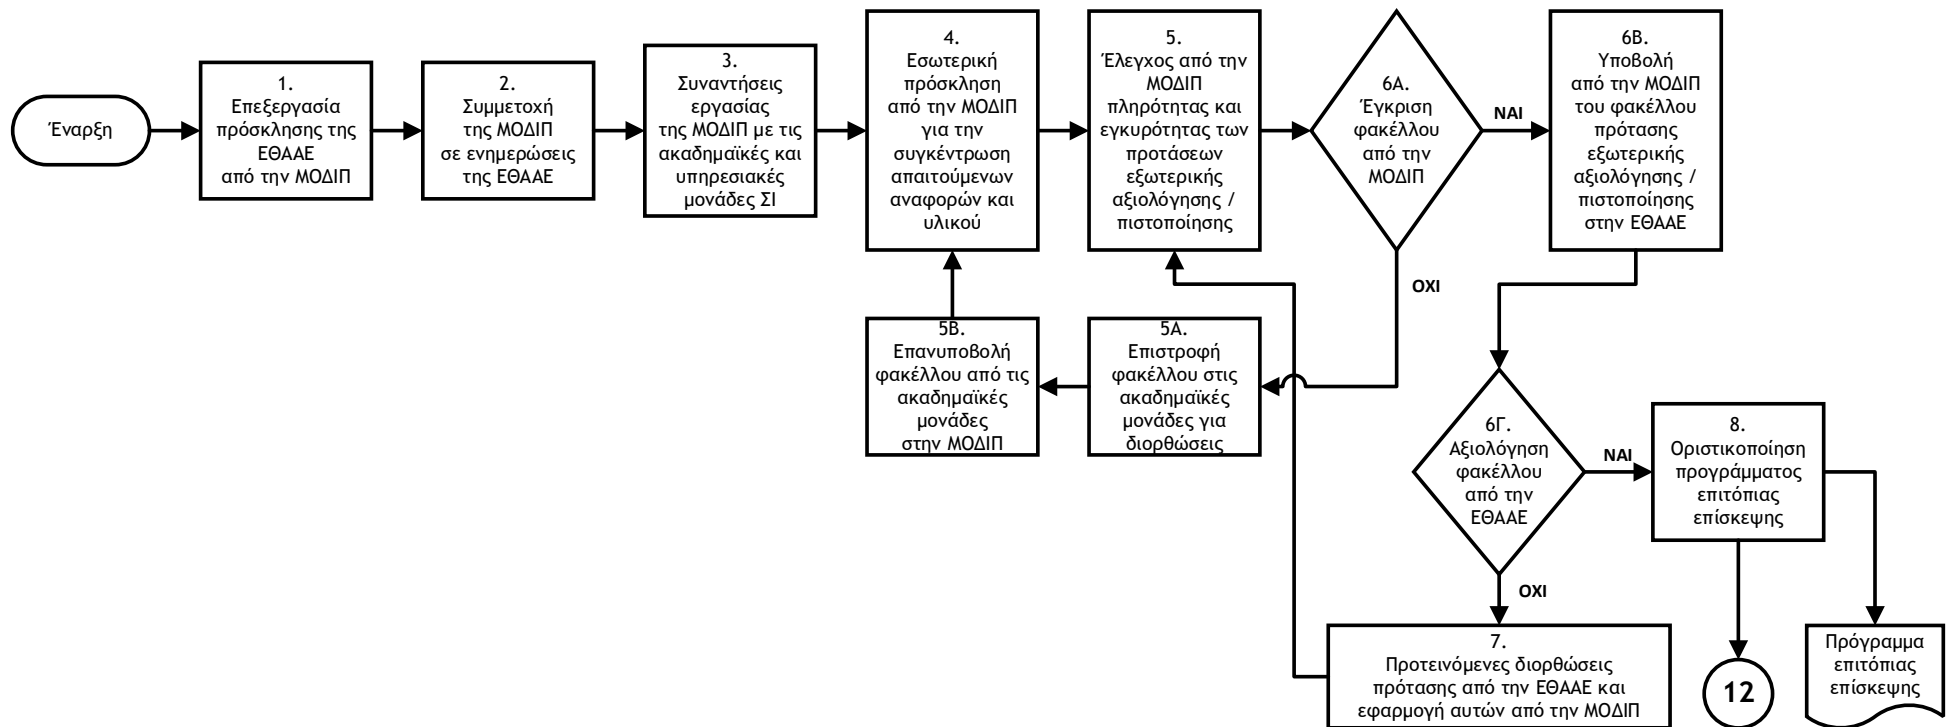 Έναρξη
1.
Επεξεργασία
πρόσκλησης της
ΕΘΑΑΕ
από την ΜΟΔΙΠ
2.
Συμμετοχή
της ΜΟΔΙΠ
σε ενημερώσεις
της ΕΘΑΑΕ
3.
Συναντήσεις
εργασίας
της ΜΟΔΙΠ με τις
ακαδημαϊκές και
υπηρεσιακές
μονάδες ΣΙ
4.
Εσωτερική
πρόσκληση
από την ΜΟΔΙΠ
για την
συγκέντρωση
απαιτούμενων
αναφορών και
υλικού
5.
Έλεγχος από την
ΜΟΔΙΠ
πληρότητας και
εγκυρότητας των
προτάσεων
εξωτερικής
αξιολόγησης /
πιστοποίησης
6Α.
Έγκριση
φακέλλου
από την
ΜΟΔΙΠ
ΝΑΙ
6Β.
Υποβολή
από την ΜΟΔΙΠ
του φακέλλου
πρότασης
εξωτερικής
αξιολόγησης /
πιστοποίησης
στην ΕΘΑΑΕ
ΟΧΙ
5Β.
Επανυποβολή
φακέλλου από τις
ακαδημαϊκές
μονάδες
στην ΜΟΔΙΠ
5Α.
Επιστροφή
φακέλλου στις
ακαδημαϊκές
μονάδες για
διορθώσεις
6Γ.
Αξιολόγηση
φακέλλου
από την
ΕΘΑΑΕ
ΝΑΙ
8.
Οριστικοποίηση
προγράμματος
επιτόπιας
επίσκεψης
ΟΧΙ
7.
Προτεινόμενες διορθώσεις
πρότασης από την ΕΘΑΑΕ και
εφαρμογή αυτών από την ΜΟΔΙΠ
12
Πρόγραμμα
επιτόπιας
επίσκεψης